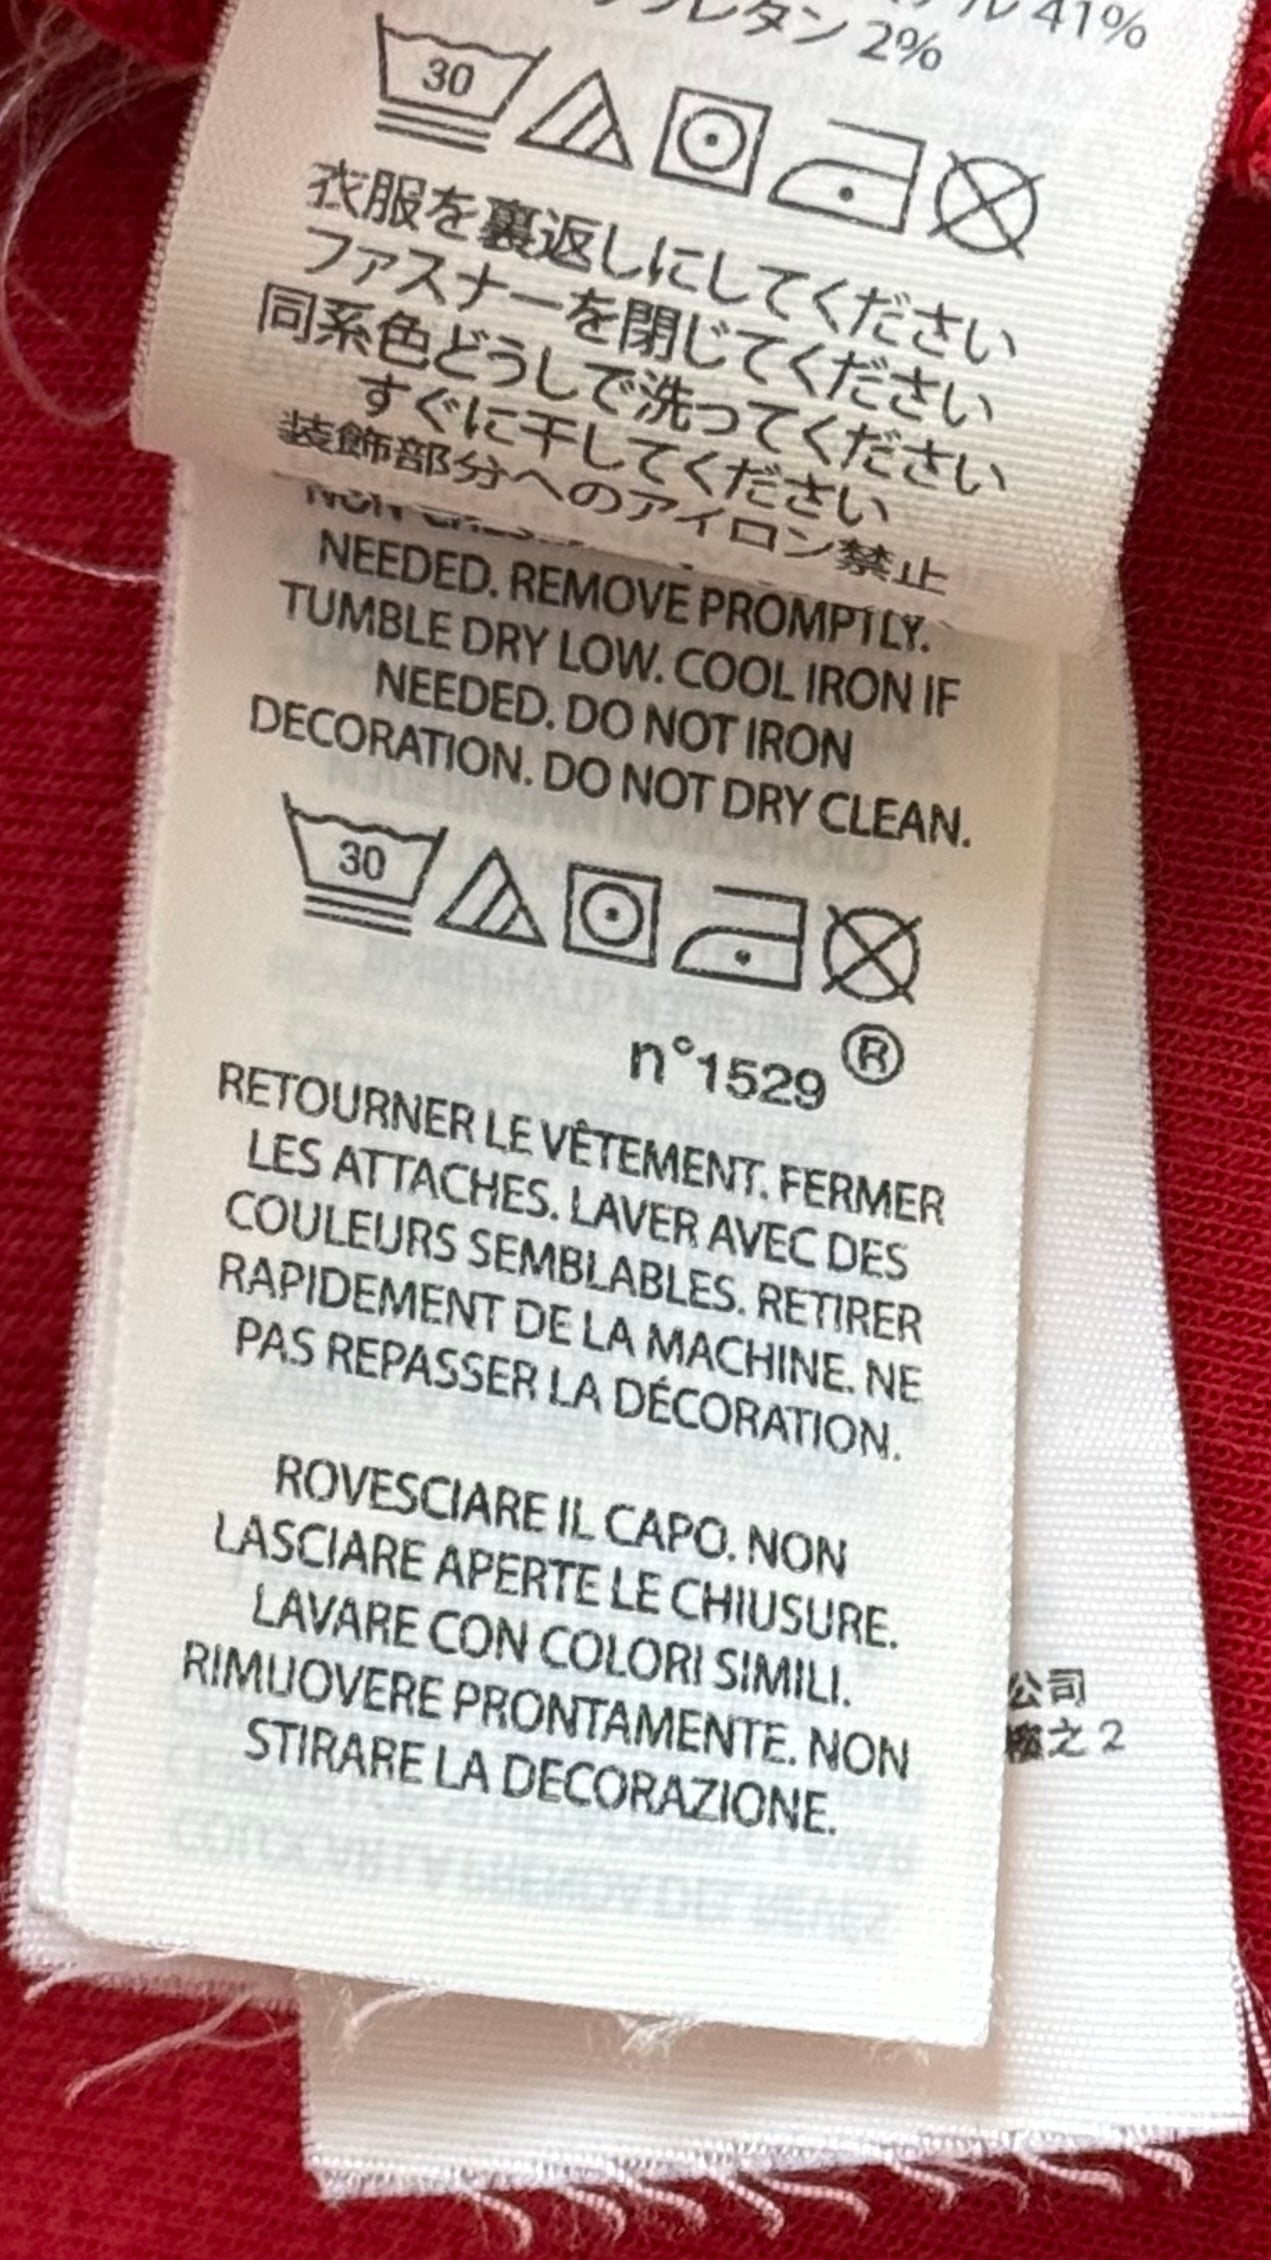 ル 41%
レタン 2%
30
衣服を裏返しにしてください
ファスナーを閉じてください
同系色どうしで洗ってください
すぐに干してください
装飾部分へのアイロン禁止
NON
NEEDED. REMOVE PROMPTLY.
TUMBLE DRY LOW. COOL IRON IF
NEEDED. DO NOT IRON
DECORATION. DO NOT DRY CLEAN.
30
n°1529 ®
RETOURNER LE VÊTEMENT. FERMER
LES ATTACHES. LAVER AVEC DES
COULEURS SEMBLABLES. RETIRER
RAPIDEMENT DE LA MACHINE. NE
PAS REPASSER LA DÉCORATION.
ROVESCIARE IL CAPO. NON
LASCIARE APERTE LE CHIUSURE.
LAVARE CON COLORI SIMILI.
RIMUOVERE PRONTAMENTE. NON
STIRARE LA DECORAZIONE.
公司
之2